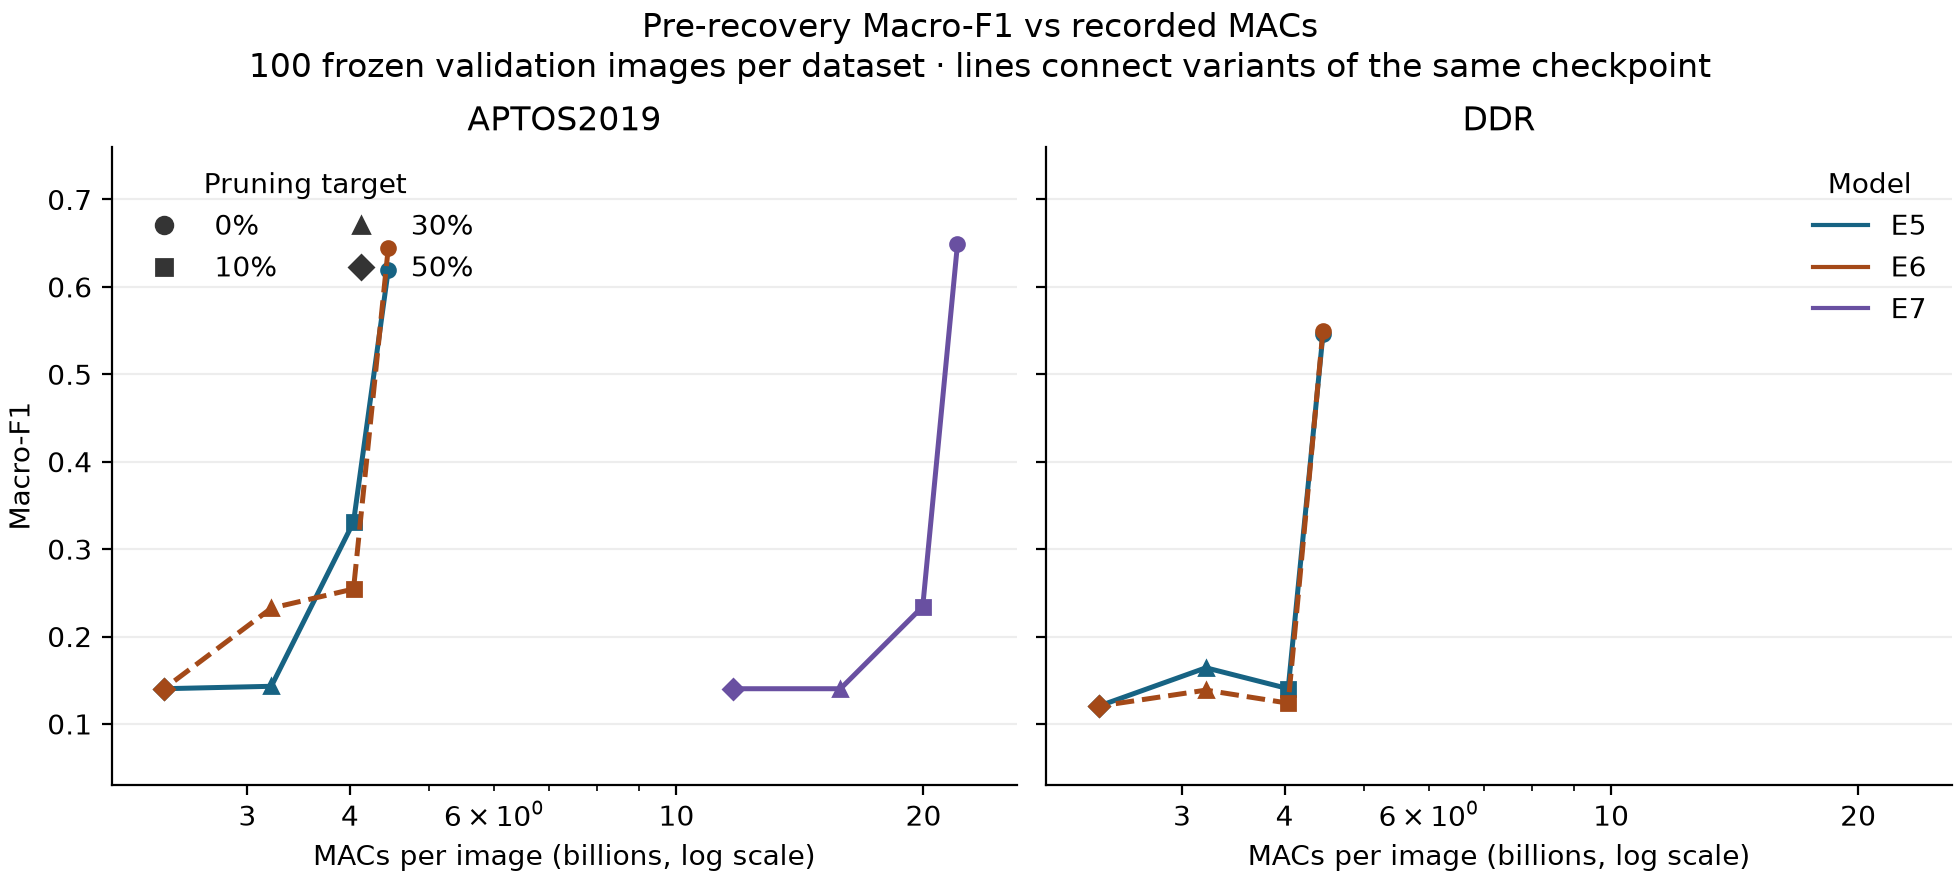 Pre-recovery Macro-F1 vs recorded MACs
100 frozen validation images per dataset · lines connect variants of the same checkpoint
APTOS2019
Pruning target
0%
30%
10%
50%
Macro-F1
0.7
0.6
0.5
0.4
0.3
0.2
0.1
3
4
6 × 10⁰
10
20
MACs per image (billions, log scale)
DDR
Model
E5
E6
E7
3
4
6 × 10⁰
10
20
MACs per image (billions, log scale)